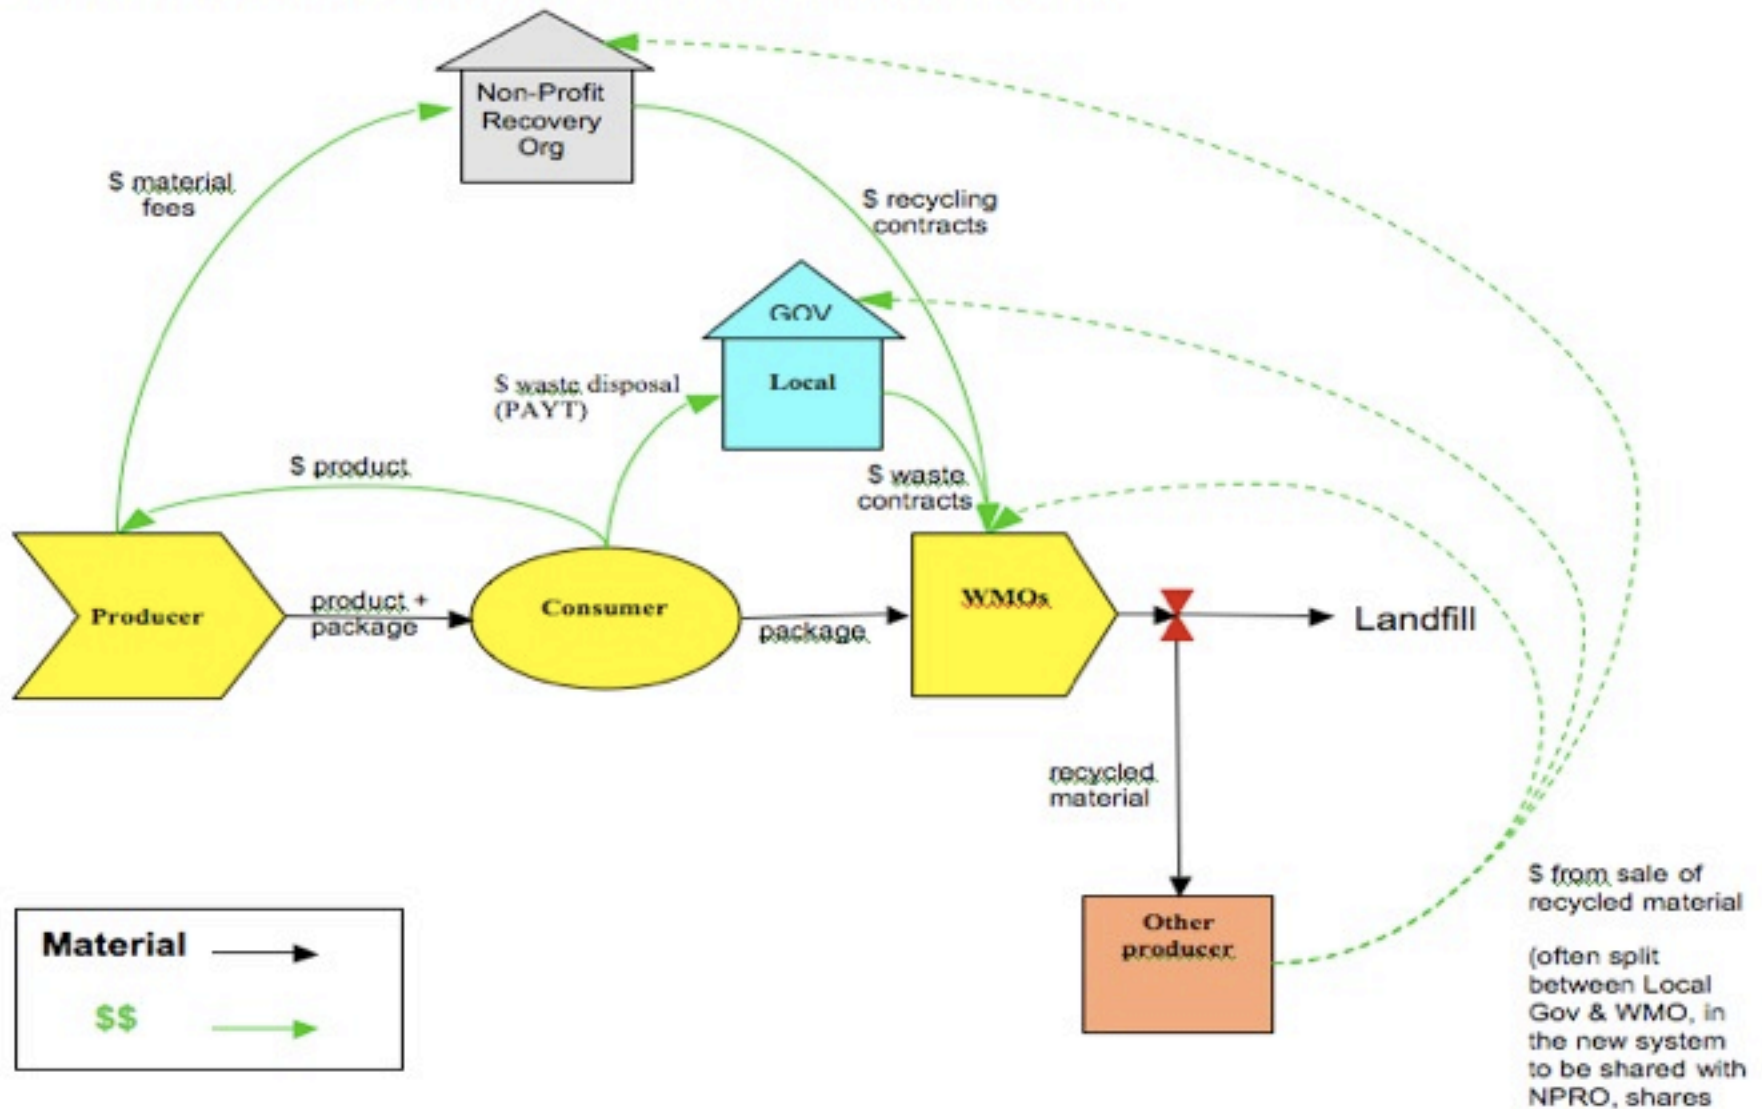 Non-Profit
Recovery
Org
$ material
fees
$ recycling
contracts
GOV
Local
$ waste disposal
(PAYT)
$ product
$ waste
contracts
Producer
product +
package
Consumer
package
WMOs
Landfill
recycled
material
Other
producer
$ from sale of
recycled material
(often split
between Local
Gov & WMO, in
the new system
to be shared with
NPRO, shares
Material
$$